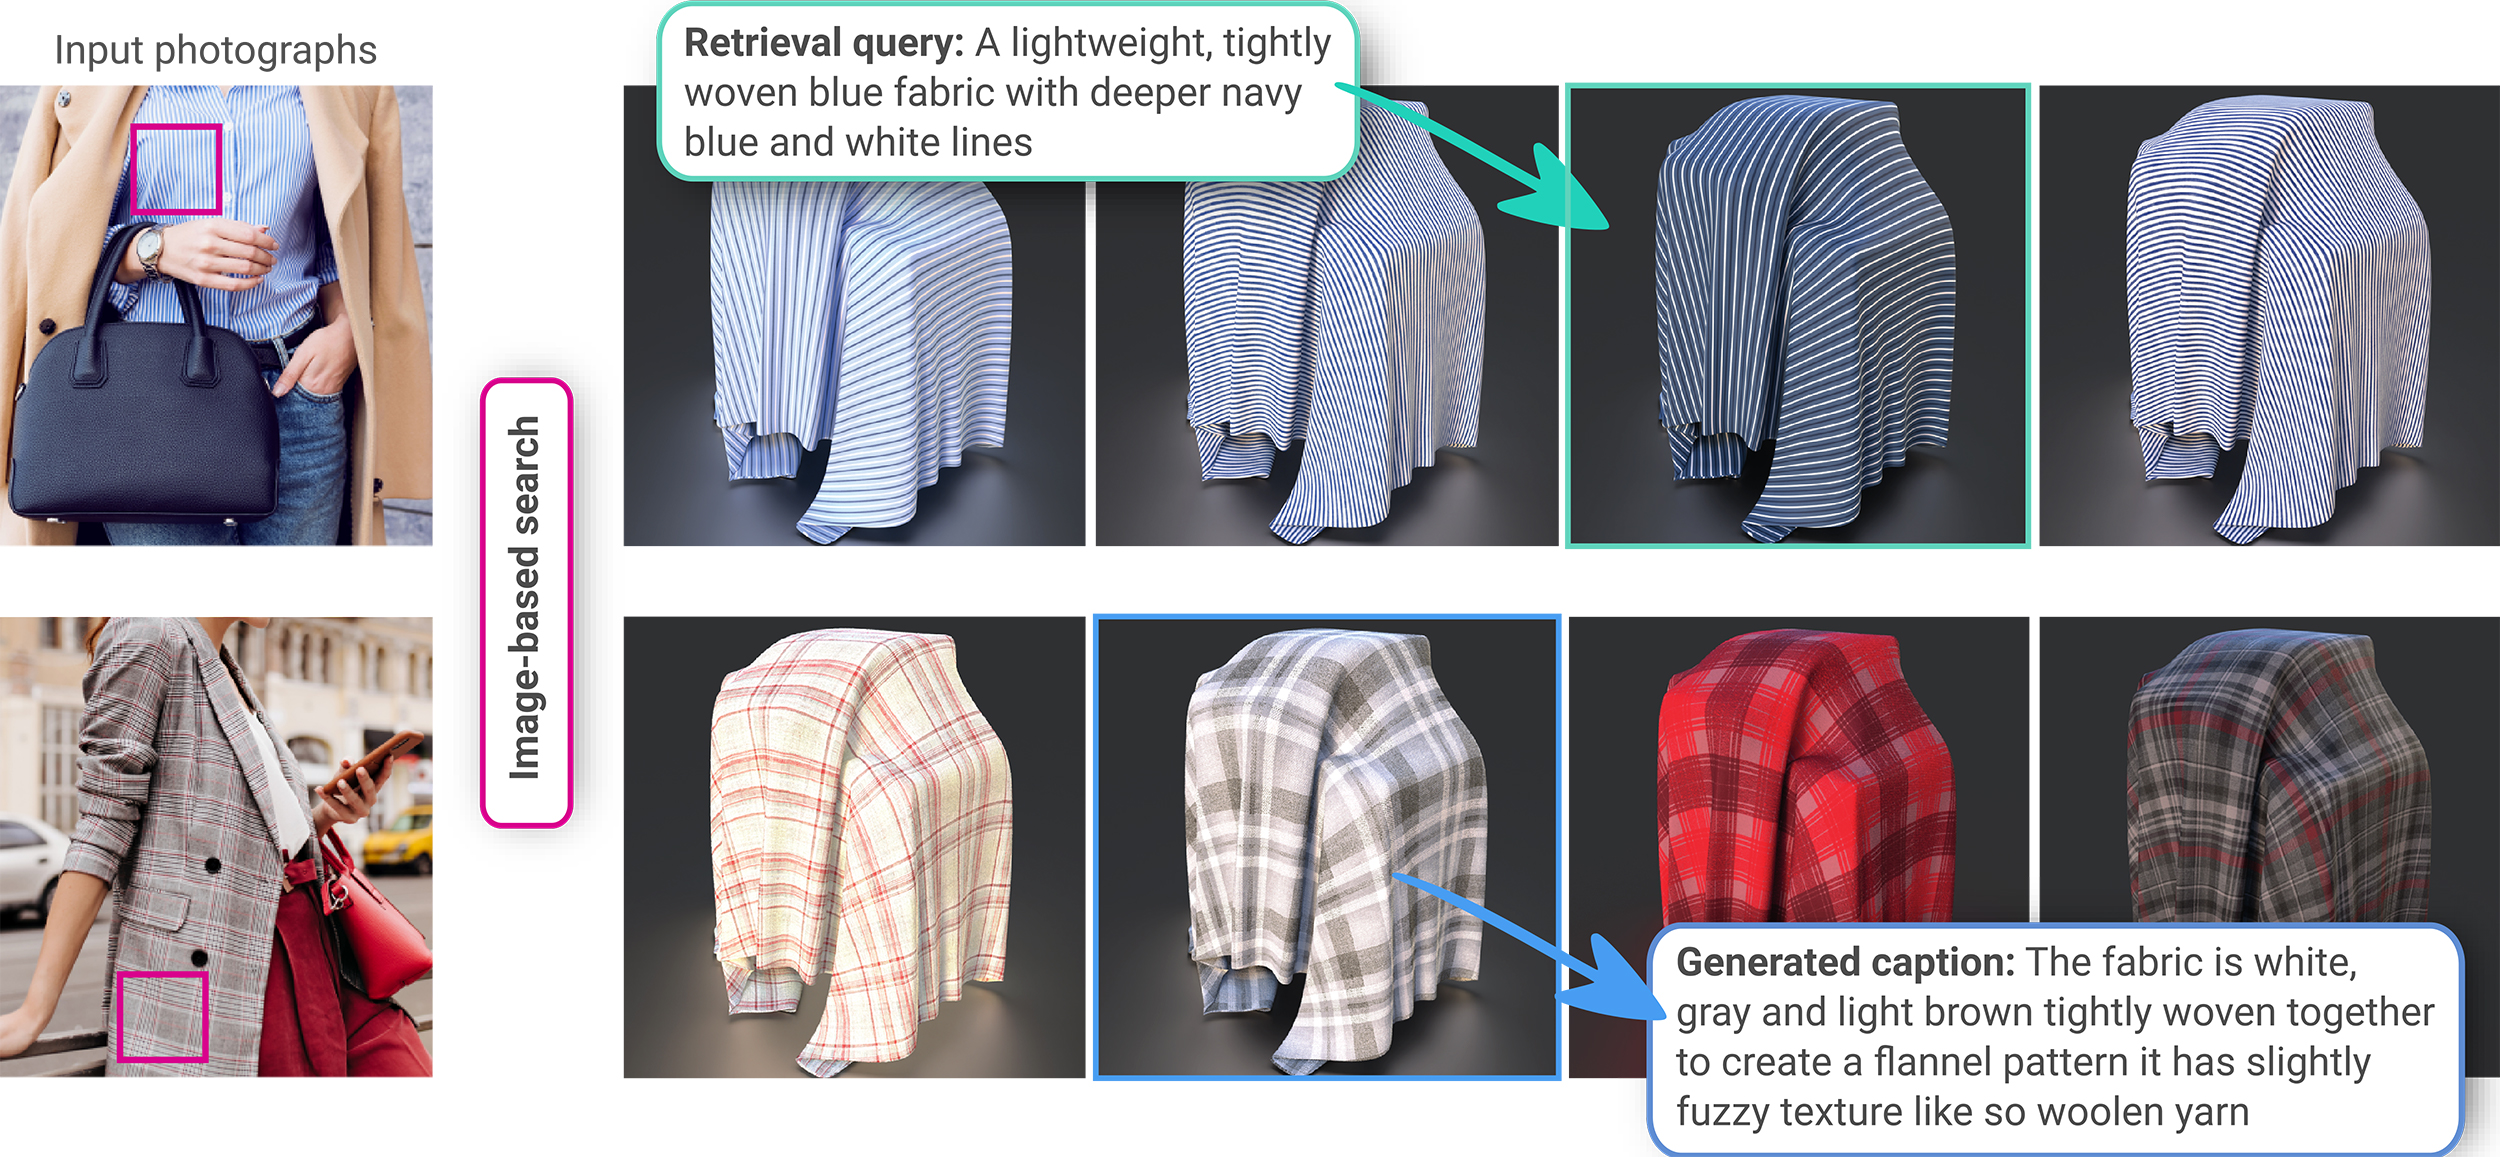 Input photographs
Retrieval query: A lightweight, tightly
woven blue fabric with deeper navy
blue and white lines
Image-based search
Generated caption: The fabric is white,
gray and light brown tightly woven together
to create a flannel pattern it has slightly
fuzzy texture like so woolen yarn